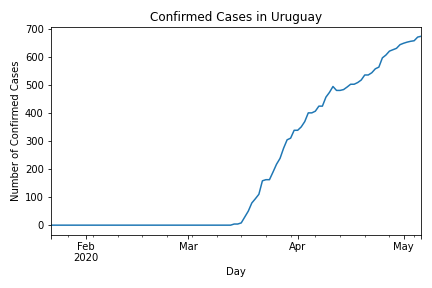 Confirmed Cases in Uruguay
Number of Confirmed Cases
700
600
500
400
300
200
100
0
Feb
2020
Mar
Apr
May
Day